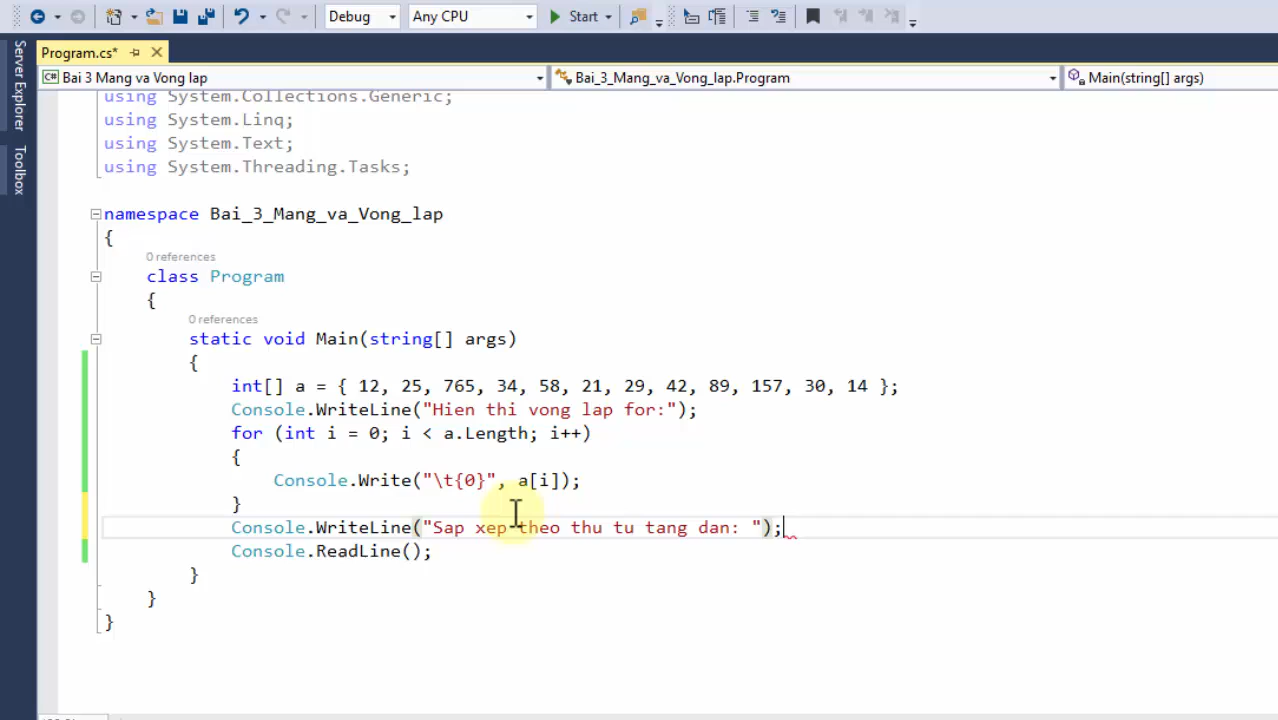 Debug
Any CPU
Start
Program.cs*
Server Explorer
Toolbox
C# Bai 3 Mang va Vong lap
Bai_3_Mang_va_Vong_lap.Program
Main(string[] args)
using System.Collections.Generic;
using System.Linq;
using System.Text;
using System.Threading.Tasks;
namespace Bai_3_Mang_va_Vong_lap
{
0 references
class Program
{
0 references
static void Main(string[] args)
{
int[] a = { 12, 25, 765, 34, 58, 21, 29, 42, 89, 157, 30, 14 };
Console.WriteLine("Hien thi vong lap for:");
for (int i = 0; i < a.Length; i++)
{
Console.Write("\t{0}", a[i]);
}
Console.WriteLine("Sap xep theo thu tu tang dan: ");
Console.ReadLine();
}
}
}